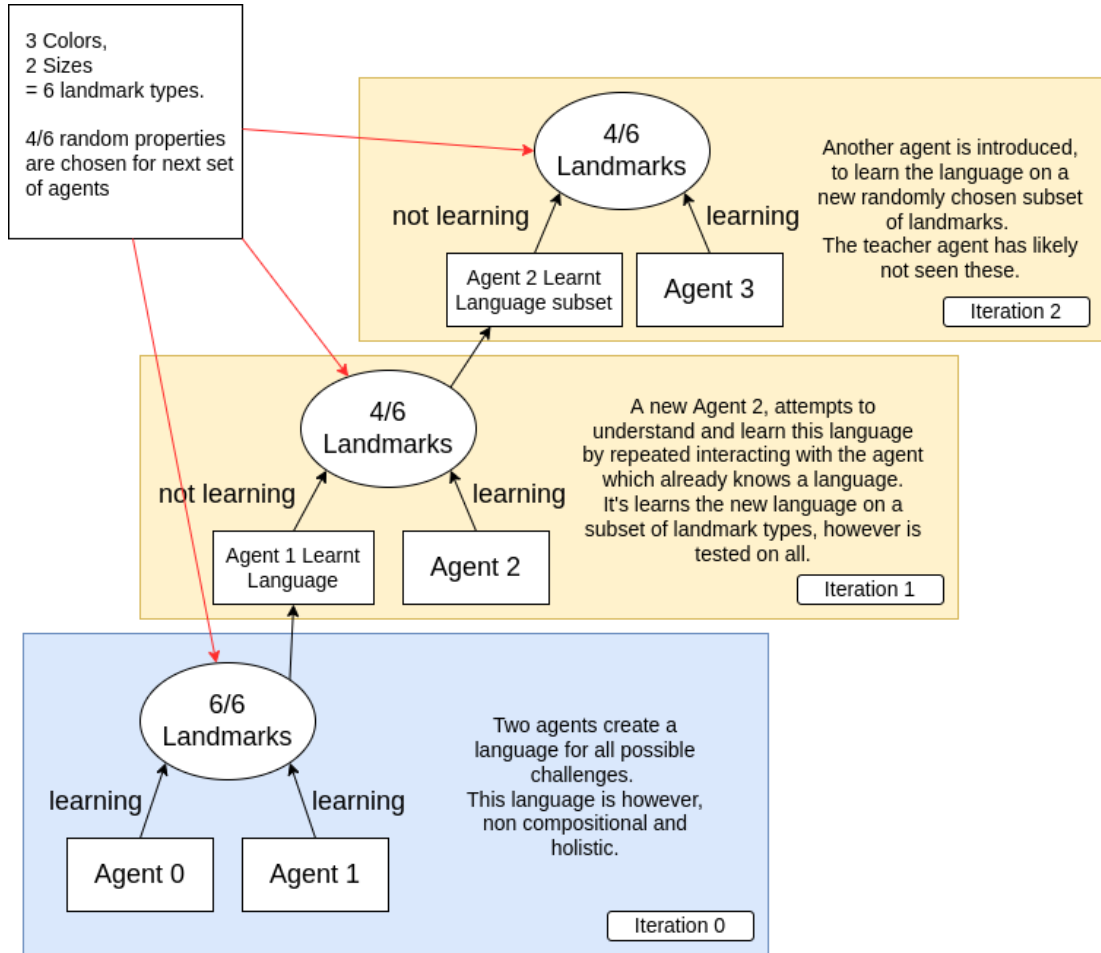 3 Colors,
2 Sizes
= 6 landmark types.
4/6 random properties
are chosen for next set
of agents
4/6
Landmarks
not learning
learning
Agent 2 Learnt
Language subset
Agent 3
Another agent is introduced,
to learn the language on a
new randomly chosen subset
of landmarks.
The teacher agent has likely
not seen these.
Iteration 2
4/6
Landmarks
not learning
learning
Agent 1 Learnt
Language
Agent 2
A new Agent 2, attempts to
understand and learn this language
by repeated interacting with the agent
which already knows a language.
It's learns the new language on a
subset of landmark types, however is
tested on all.
Iteration 1
6/6
Landmarks
learning
learning
Agent 0
Agent 1
Two agents create a
language for all possible
challenges.
This language is however,
non compositional and
holistic.
Iteration 0